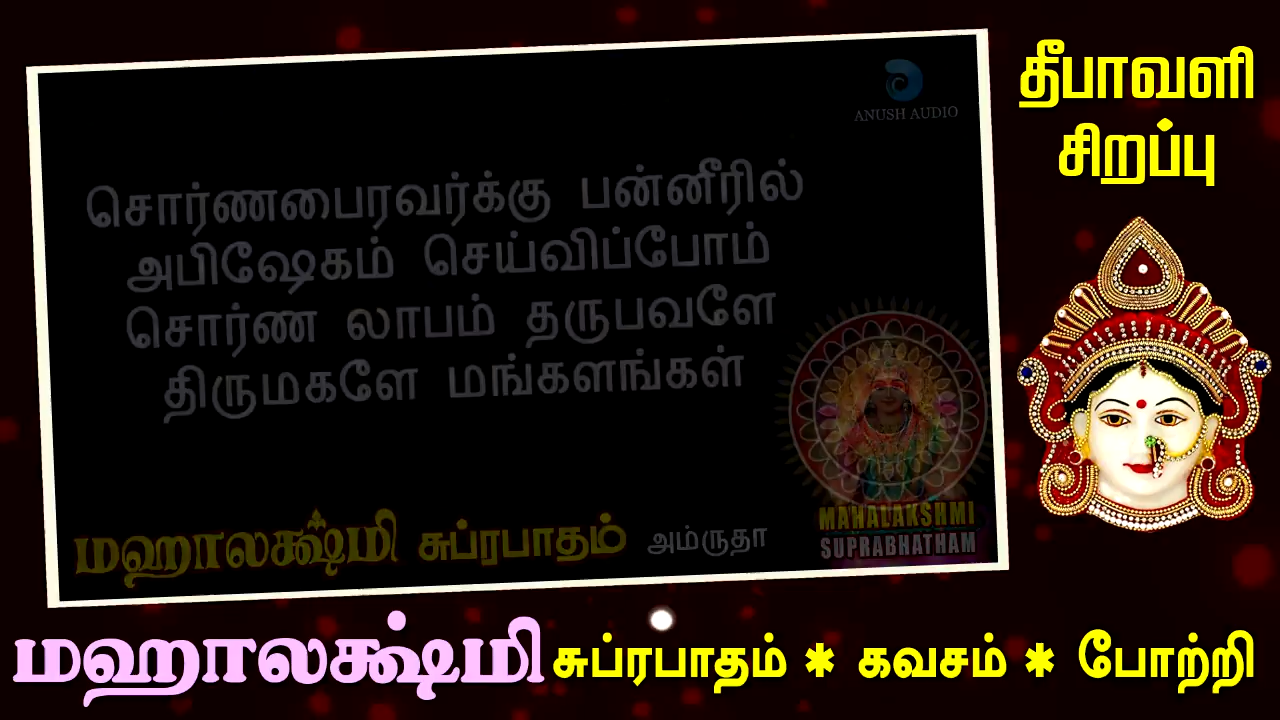 ANUSH AUDIO
சொர்ணபைரவர்க்கு பன்னீரில்
அபிஷேகம் செய்விப்போம்
சொர்ண லாபம் தருபவளே
திருமகளே மங்களங்கள்
மஹாலக்ஷ்மி சுப்ரபாதம் அம்ருதா
MAHALAKSHMI
SUPRABHATHAM
தீபாவளி
சிறப்பு
மஹாலக்ஷ்மி சுப்ரபாதம் * கவசம் * போற்றி